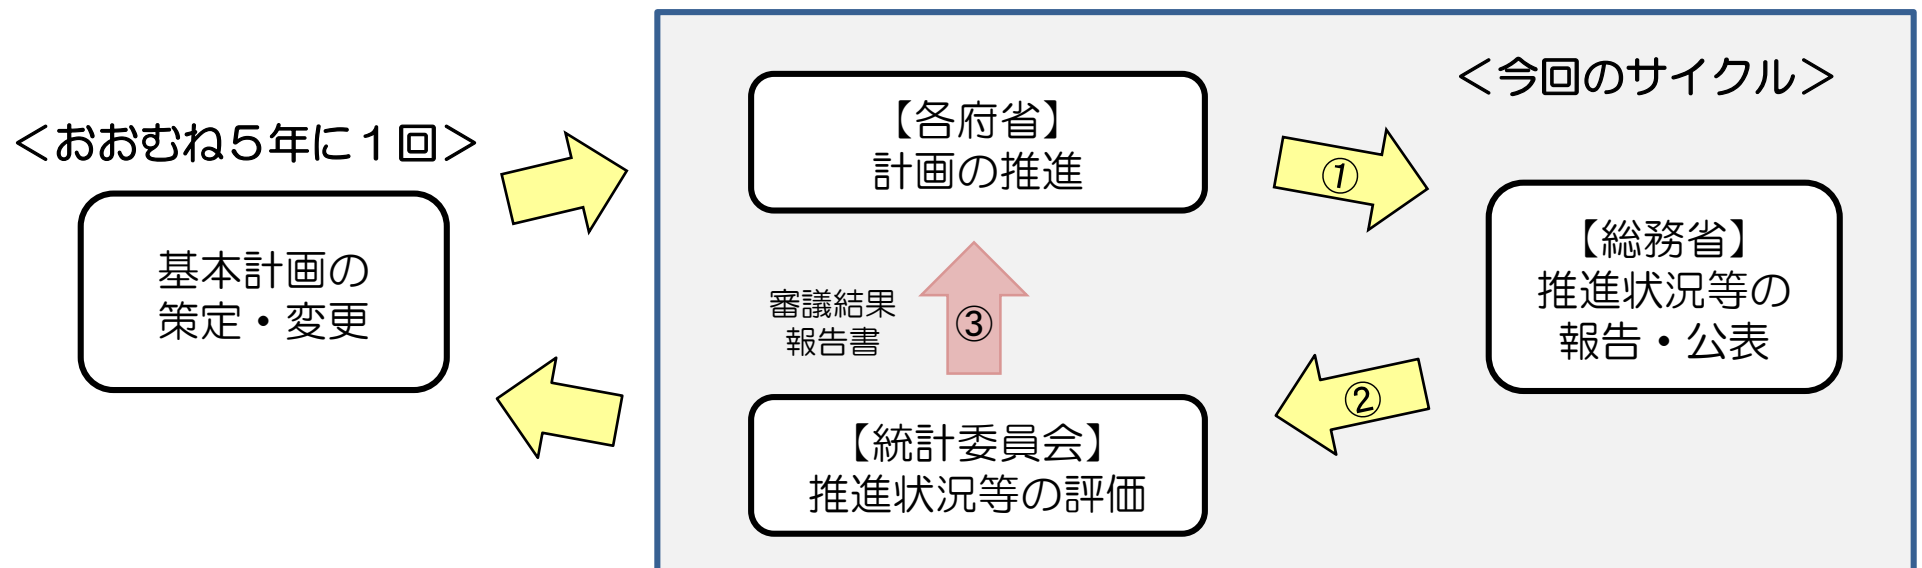 ＜おおむね５年に１回＞
基本計画の
策定・変更
＜今回のサイクル＞
【各府省】
計画の推進
①
【総務省】
推進状況等の
報告・公表
②
【統計委員会】
推進状況等の評価
③
審議結果
報告書